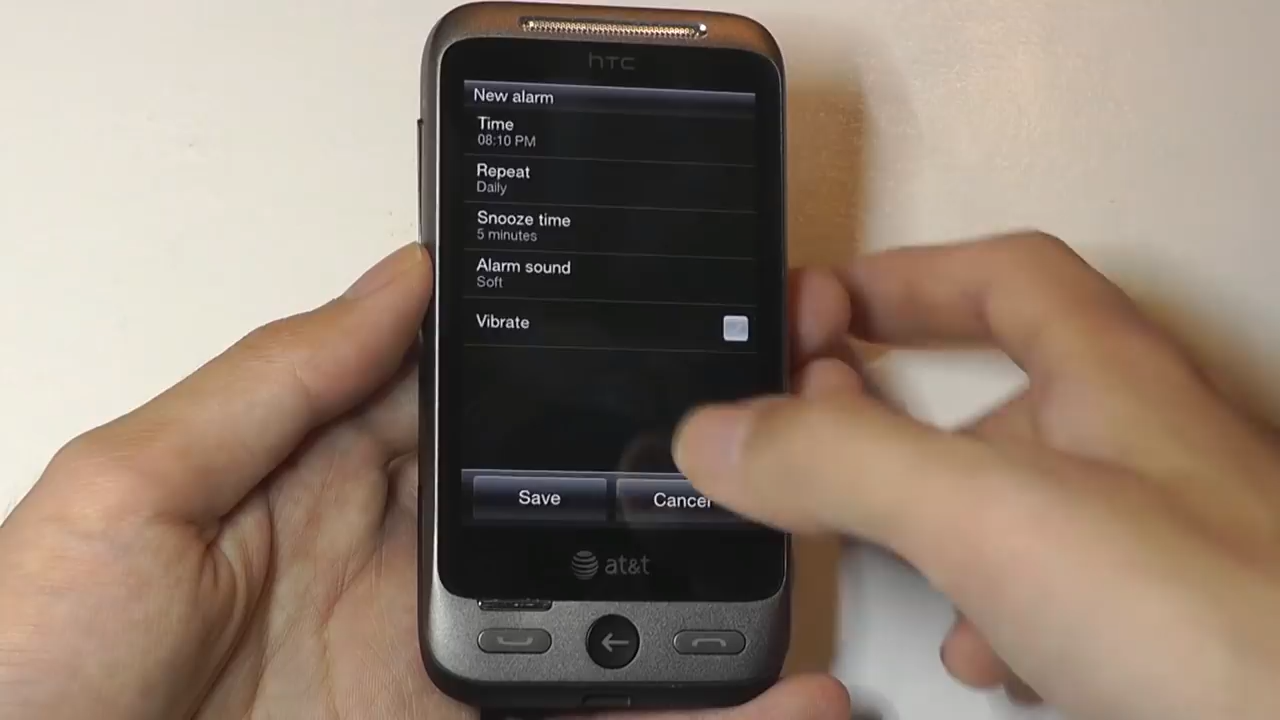 hTC
New alarm
Time
08:10 PM
Repeat
Daily
Snooze time
5 minutes
Alarm sound
Soft
Vibrate
Save
Cancel
at&t